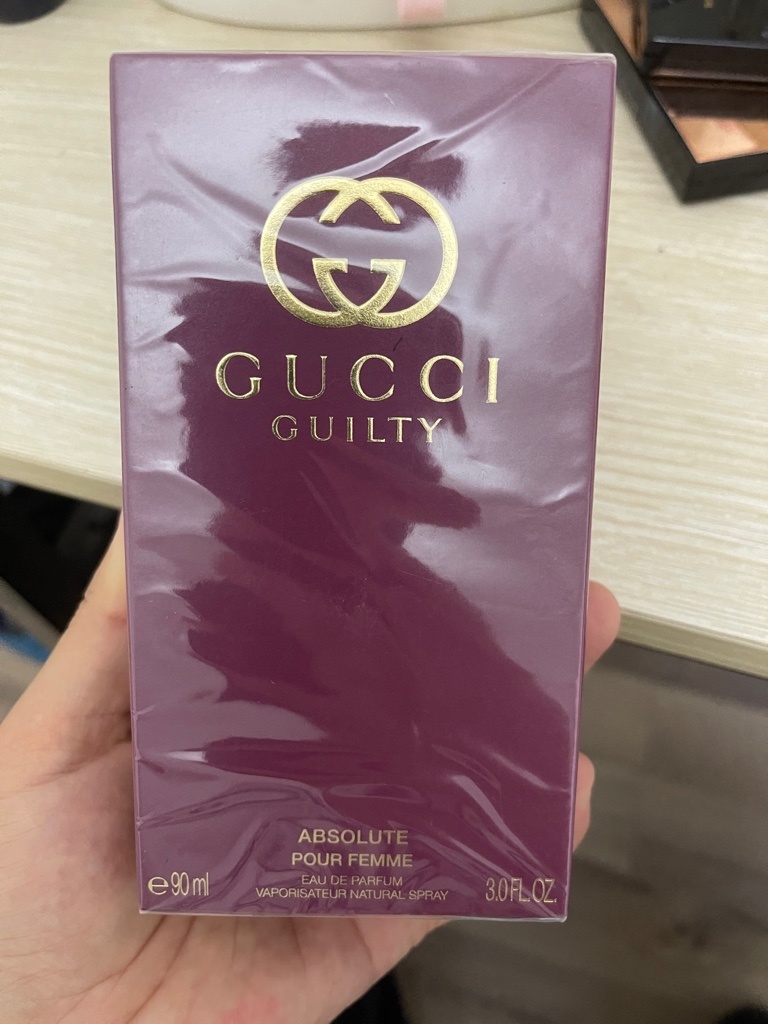 GUCCI
GUILTY
ABSOLUTE
POUR FEMME
EAU DE PARFUM
VAPORISATEUR NATURAL SPRAY
℮90 ml
3.0 FL.OZ.